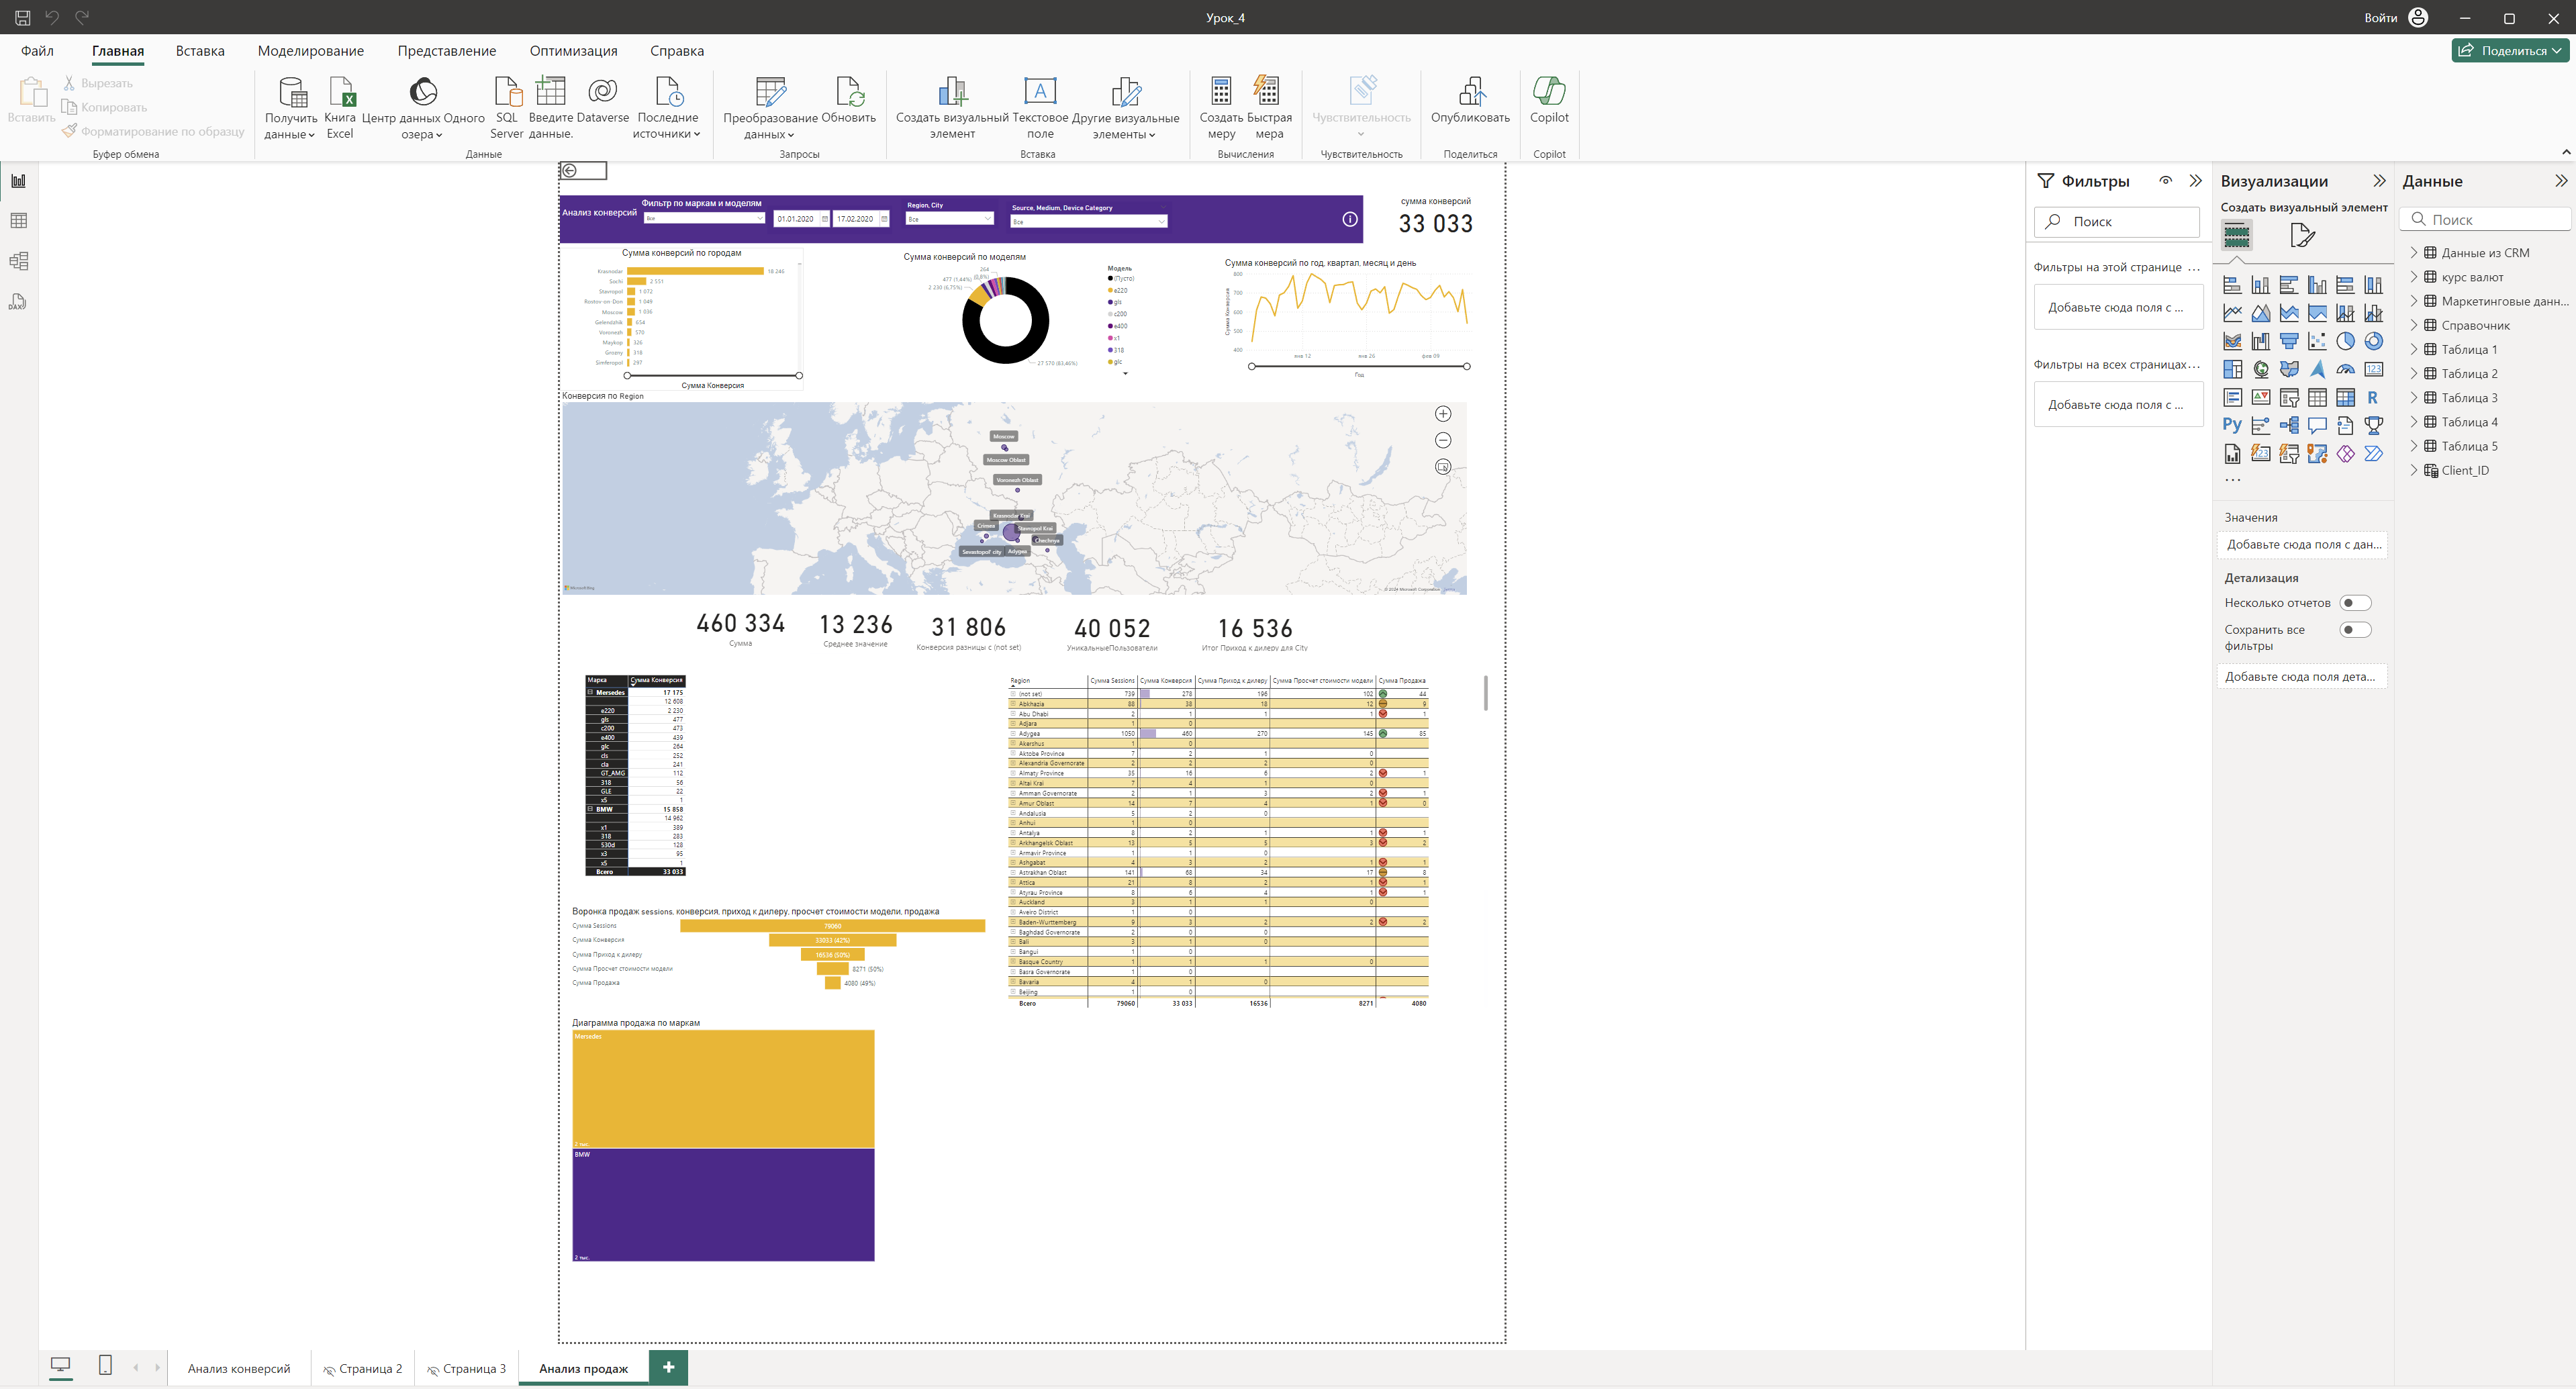 Урок_4
Войти
Файл Главная Вставка Моделирование Представление Оптимизация Справка
Поделиться
Вставить
Вырезать
Копировать
Форматирование по образцу
Буфер обмена
Получить данные
Книга Excel
Центр данных Одного озера
SQL Server
Введите данные.
Dataverse
Последние источники
Данные
Преобразование данных
Обновить
Запросы
Создать визуальный элемент
Текстовое поле
Другие визуальные элементы
Вставка
Создать меру
Быстрая мера
Вычисления
Чувствительность
Чувствительность
Опубликовать
Поделиться
Copilot
Copilot
Анализ конверсий
Фильтр по маркам и моделям
Все
01.01.2020
17.02.2020
Region, City
Все
Source, Medium, Device Category
Все
сумма конверсий
33 033
Сумма конверсий по городам
Krasnodar 18 246
Sochi 2 551
Stavropol 1 072
Rostov-on-Don 1 049
Moscow 1 036
Gelendzhik 654
Voronezh 570
Maykop 326
Grozny 318
Simferopol 297
Сумма Конверсия
Сумма конверсий по моделям
264 (0,8%)
477 (1,44%)
2 230 (6,75%)
27 570 (83,46%)
Модель
(Пусто)
e220
gls
c200
e400
x1
318
glc
Сумма конверсий по год, квартал, месяц и день
Сумма Конверсия
800
700
600
500
400
янв 12 янв 26 фев 09
Год
Конверсия по Region
Moscow
Moscow Oblast
Voronezh Oblast
Krasnodar Krai
Crimea
Stavropol Krai
Chechnya
Sevastopol' city
Adygea
Microsoft Bing
© 2024 Microsoft Corporation
460 334
Сумма
13 236
Среднее значение
31 806
Конверсия разницы с (not set)
40 052
УникальныеПользователи
16 536
Итог Приход к дилеру для City
Марка Сумма Конверсия
Mersedes 17 175
12 608
e220 2 230
gls 477
c200 473
e400 439
glc 264
cls 252
cla 241
GT_AMG 112
318 56
GLE 22
x5 1
BMW 15 858
14 962
x1 389
318 283
530d 128
x3 95
x5 1
Всего 33 033
Region Сумма Sessions Сумма Конверсия Сумма Приход к дилеру Сумма Просчет стоимости модели Сумма Продажа
(not set) 739 278 196 102 44
Abkhazia 88 38 18 12 9
Abu Dhabi 2 1 1 1 1
Adjara 1 0
Adygea 1050 460 270 145 85
Akershus 1 0
Aktobe Province 7 2 1 0
Alexandria Governorate 2 2 2 0
Almaty Province 35 16 6 2 1
Altai Krai 7 4 1 0
Amman Governorate 2 1 3 2 1
Amur Oblast 14 7 4 1 0
Andalusia 5 2 0
Anhui 1 0
Antalya 8 2 1 1 1
Arkhangelsk Oblast 13 5 5 3 2
Armavir Province 1 1 0
Ashgabat 4 3 2 1 1
Astrakhan Oblast 141 68 34 17 8
Attica 21 8 2 1 1
Atyrau Province 8 6 4 1 1
Auckland 3 1 1 0
Aveiro District 1 0
Baden-Wurttemberg 9 3 2 2 2
Baghdad Governorate 2 0 0
Bali 3 1 0
Bangui 1 0
Basque Country 1 1 1 0
Basra Governorate 1 0
Bavaria 4 1 0
Beijing 1 0
Всего 79060 33 033 16536 8271 4080
Воронка продаж sessions, конверсия, приход к дилеру, просчет стоимости модели, продажа
Сумма Sessions 79060
Сумма Конверсия 33033 (42%)
Сумма Приход к дилеру 16536 (50%)
Сумма Просчет стоимости модели 8271 (50%)
Сумма Продажа 4080 (49%)
Диаграмма продажа по маркам
Mersedes
2 тыс.
BMW
2 тыс.
Фильтры
Поиск
Фильтры на этой странице ...
Добавьте сюда поля с ...
Фильтры на всех страницах...
Добавьте сюда поля с ...
Визуализации
Создать визуальный элемент
123
R
Py
123
...
Значения
Добавьте сюда поля с дан...
Детализация
Несколько отчетов
Сохранить все фильтры
Добавьте сюда поля дета...
Данные
Поиск
Данные из CRM
курс валют
Маркетинговые данн...
Справочник
Таблица 1
Таблица 2
Таблица 3
Таблица 4
Таблица 5
Client_ID
Анализ конверсий Страница 2 Страница 3 Анализ продаж +